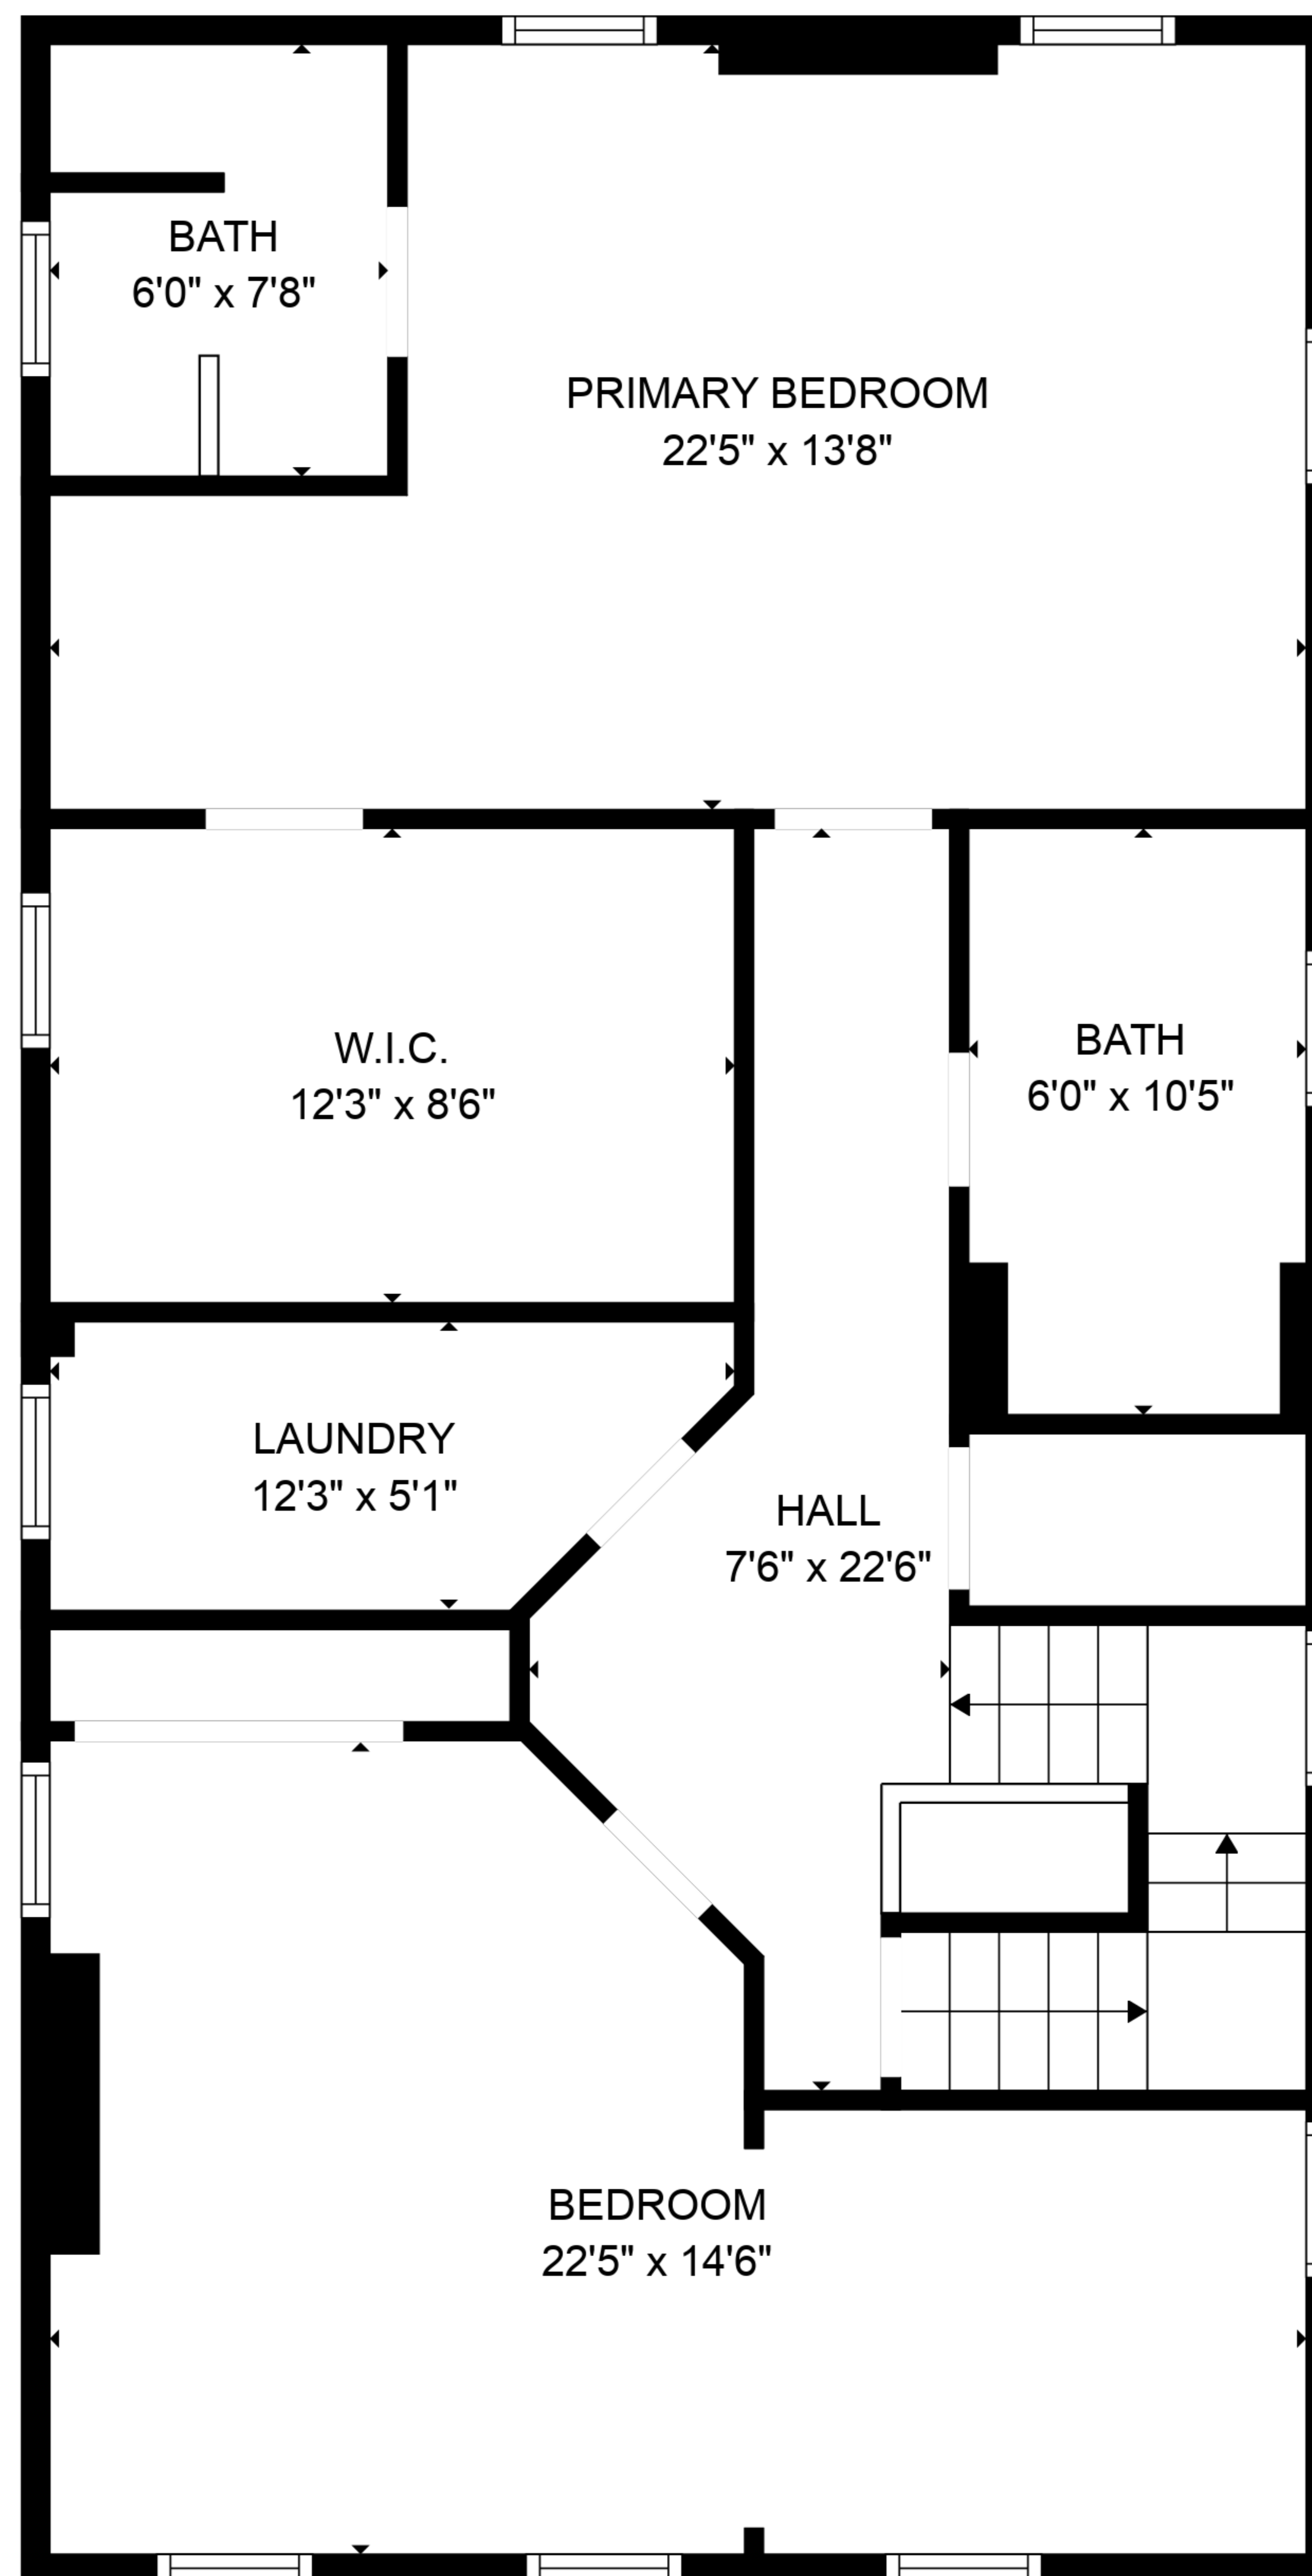 BATH
6'0" x 7'8"
PRIMARY BEDROOM
22'5" x 13'8"
W.I.C.
12'3" x 8'6"
BATH
6'0" x 10'5"
LAUNDRY
12'3" x 5'1"
HALL
7'6" x 22'6"
BEDROOM
22'5" x 14'6"